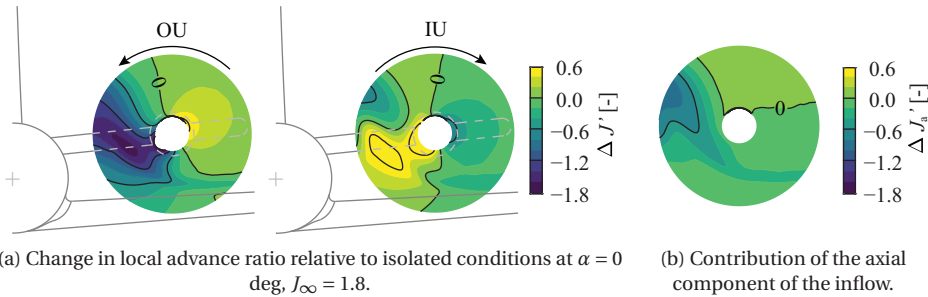 OU
IU
0
0
0
0.6
0.0
−0.6
−1.2
−1.8
Δ J′ [-]
0.6
0.0
−0.6
−1.2
−1.8
Δ Jₐ′ [-]
(a) Change in local advance ratio relative to isolated conditions at α = 0
deg, J∞ = 1.8.
(b) Contribution of the axial
component of the inflow.